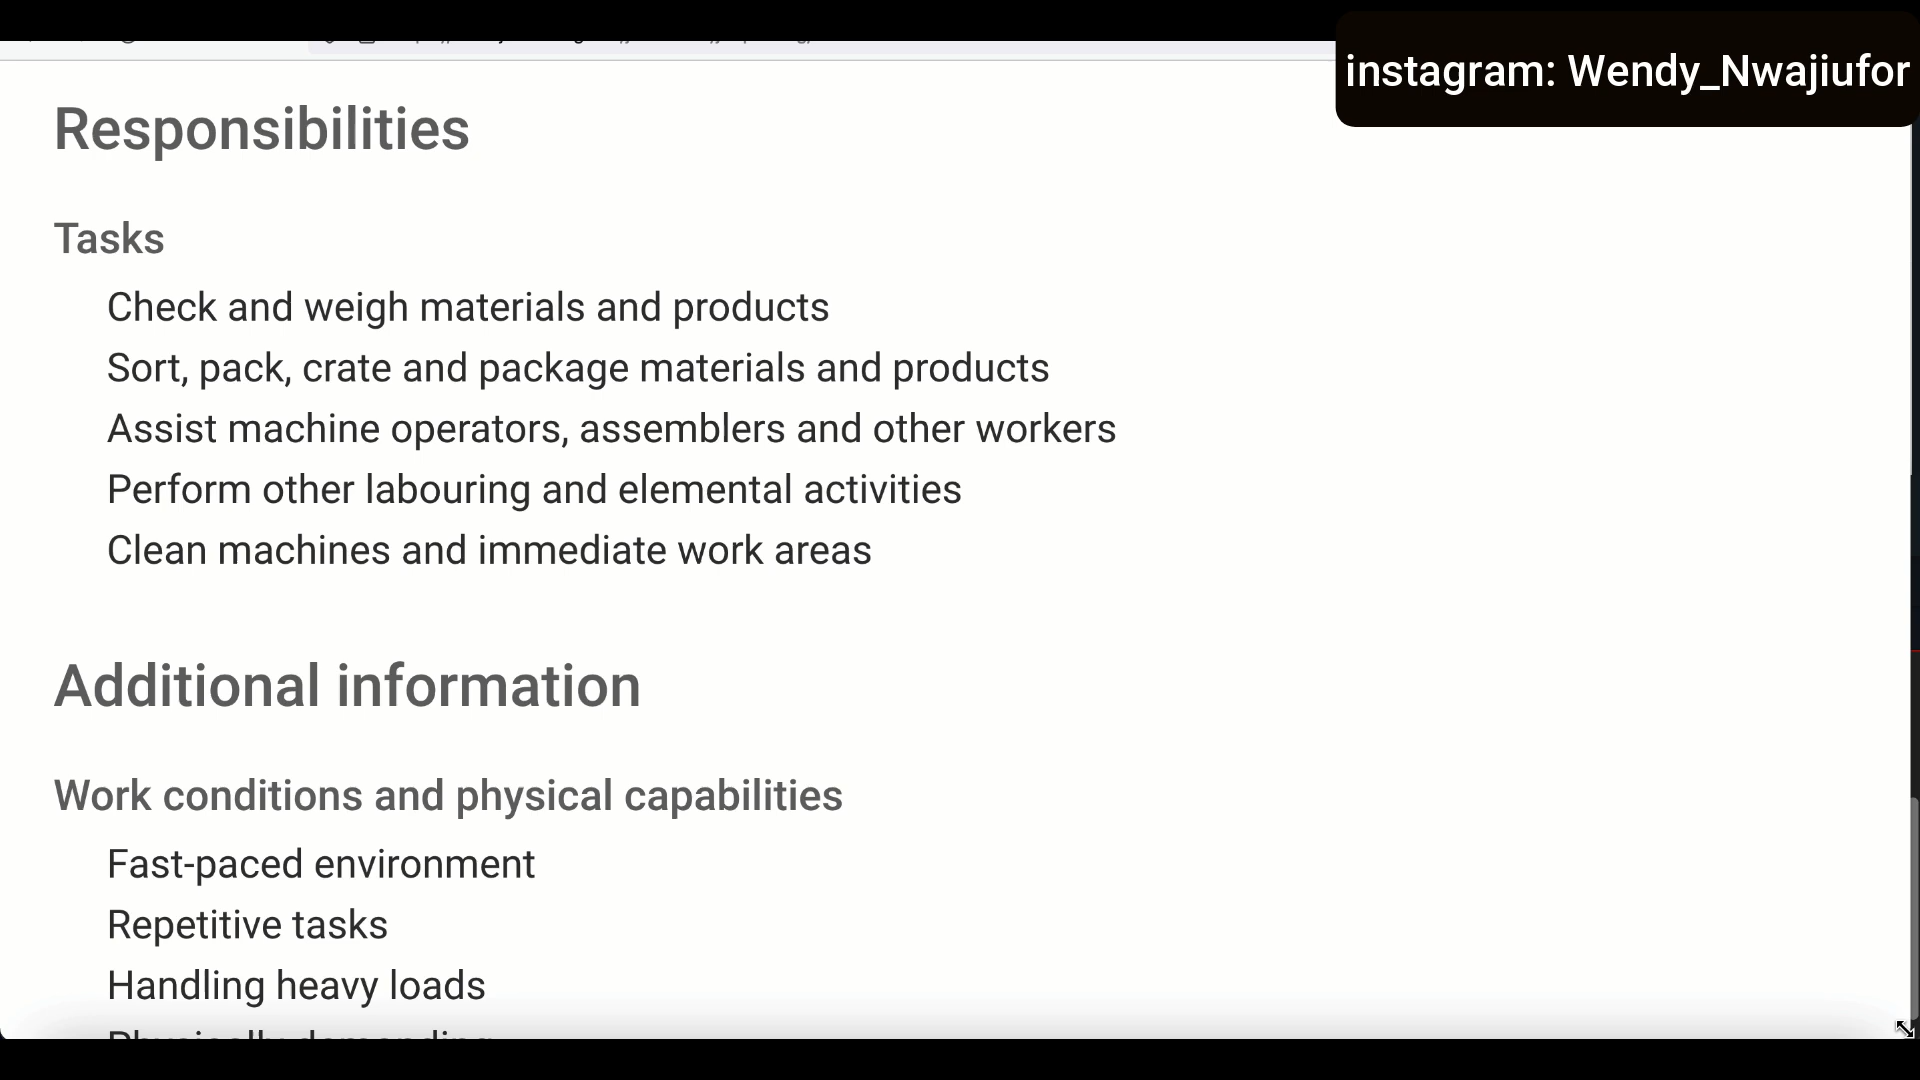 instagram: Wendy_Nwajiufor
Responsibilities
Tasks
Check and weigh materials and products
Sort, pack, crate and package materials and products
Assist machine operators, assemblers and other workers
Perform other labouring and elemental activities
Clean machines and immediate work areas
Additional information
Work conditions and physical capabilities
Fast-paced environment
Repetitive tasks
Handling heavy loads
Physically demanding